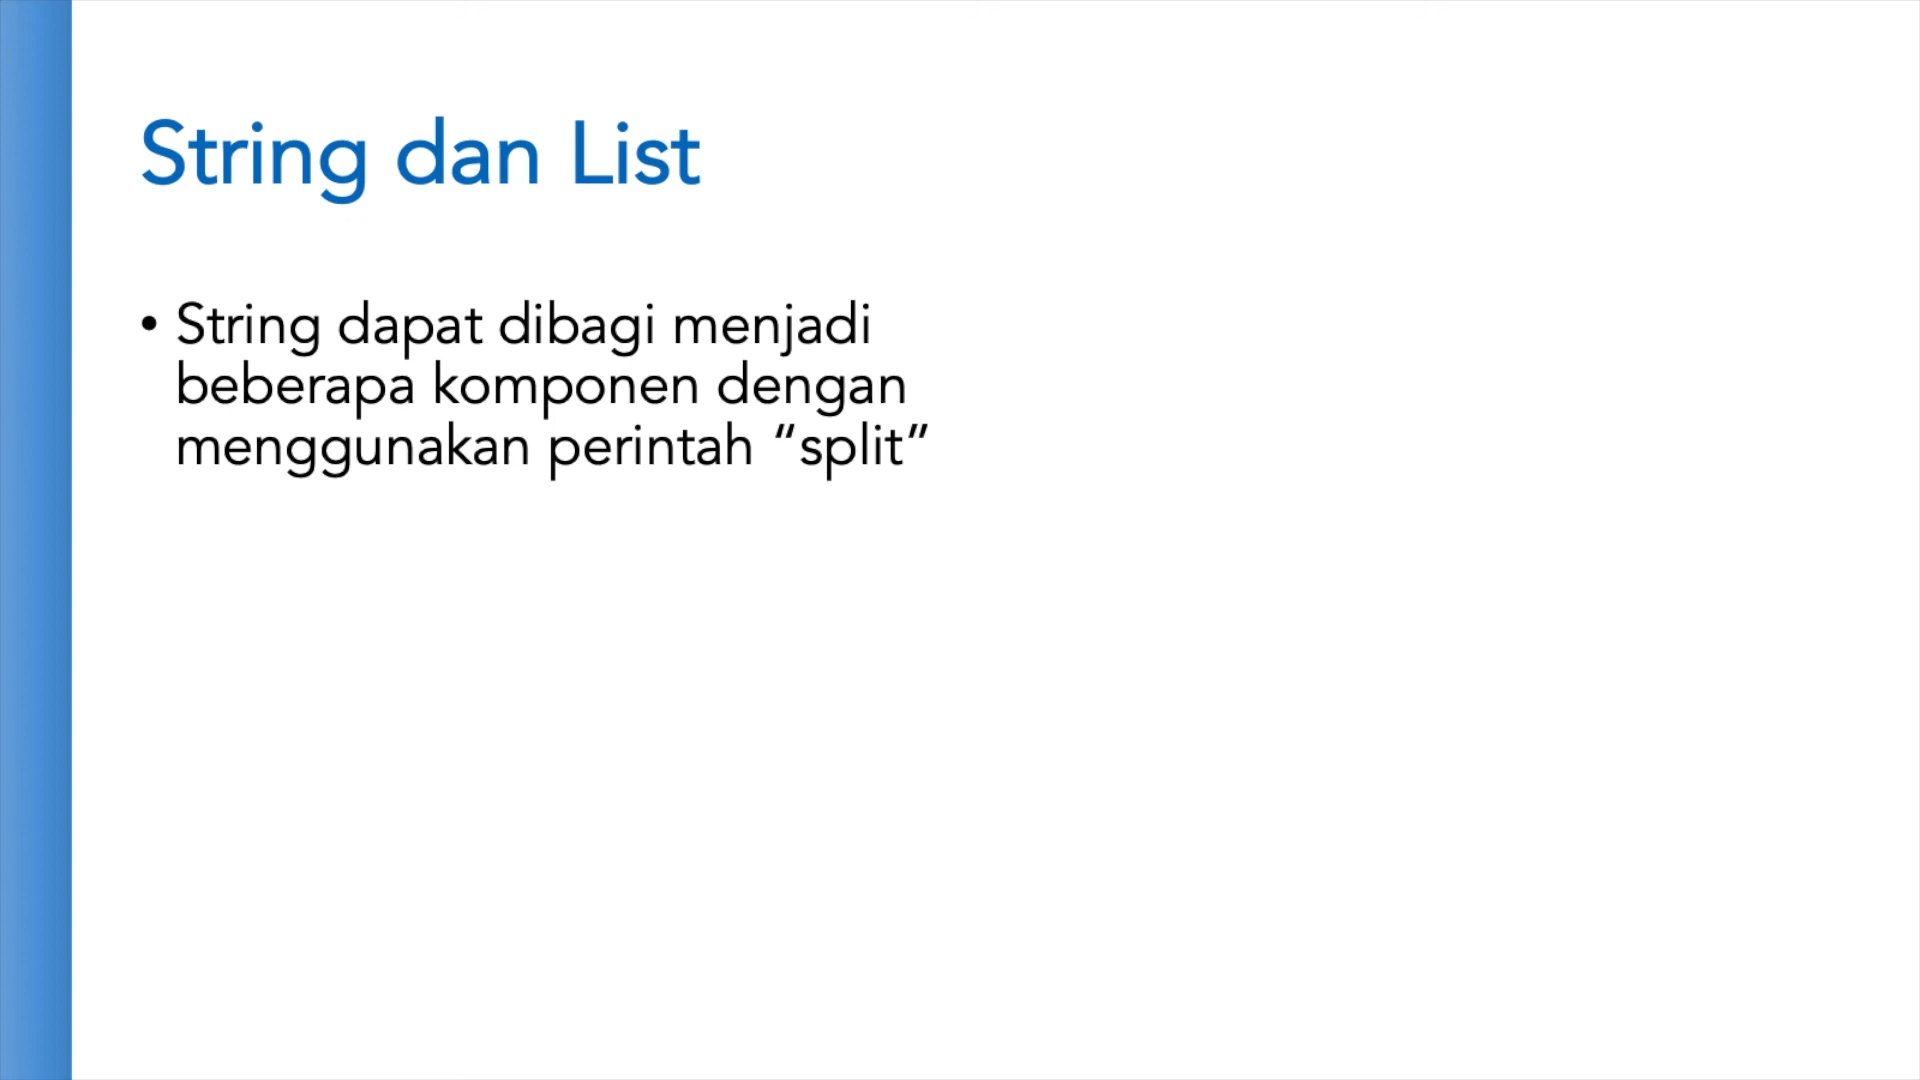 String dan List
• String dapat dibagi menjadi
beberapa komponen dengan
menggunakan perintah “split”